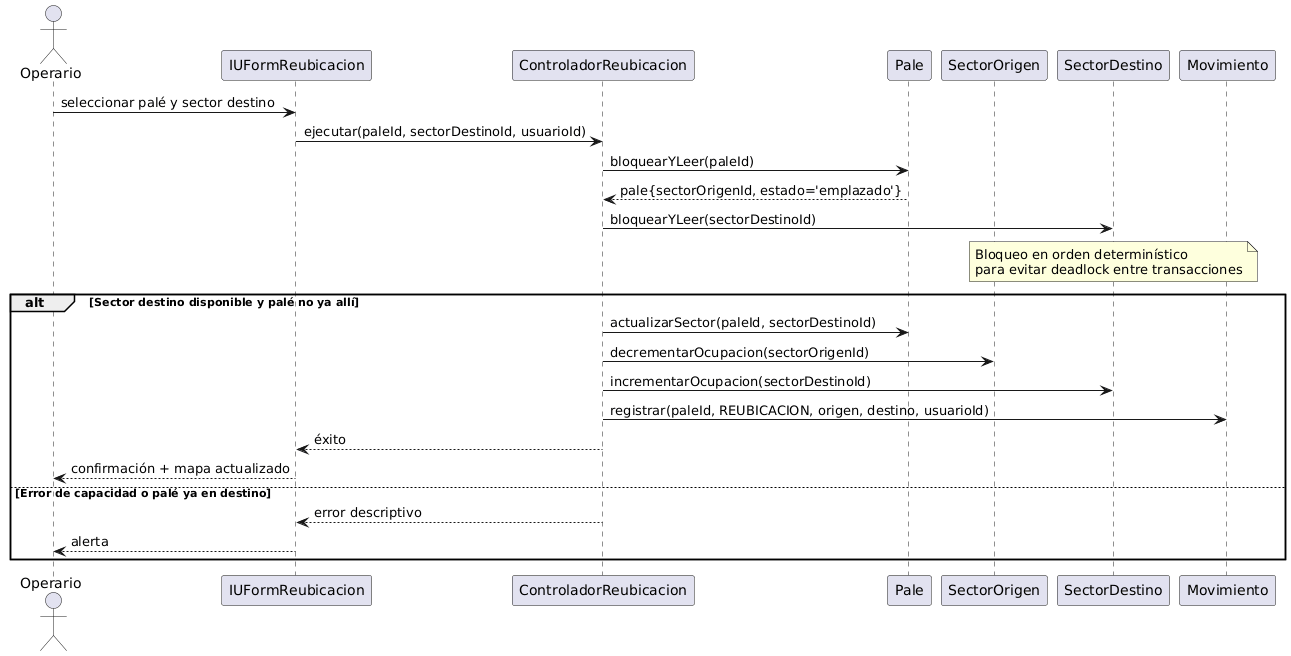 Operario
IUFormReubicacion
ControladorReubicacion
Pale
SectorOrigen
SectorDestino
Movimiento
seleccionar palé y sector destino
ejecutar(paleId, sectorDestinoId, usuarioId)
bloquearYLeer(paleId)
pale{sectorOrigenId, estado='emplazado'}
bloquearYLeer(sectorDestinoId)
Bloqueo en orden determinístico
para evitar deadlock entre transacciones
alt
[Sector destino disponible y palé no ya allí]
actualizarSector(paleId, sectorDestinoId)
decrementarOcupacion(sectorOrigenId)
incrementarOcupacion(sectorDestinoId)
registrar(paleId, REUBICACION, origen, destino, usuarioId)
éxito
confirmación + mapa actualizado
[Error de capacidad o palé ya en destino]
error descriptivo
alerta
Operario
IUFormReubicacion
ControladorReubicacion
Pale
SectorOrigen
SectorDestino
Movimiento